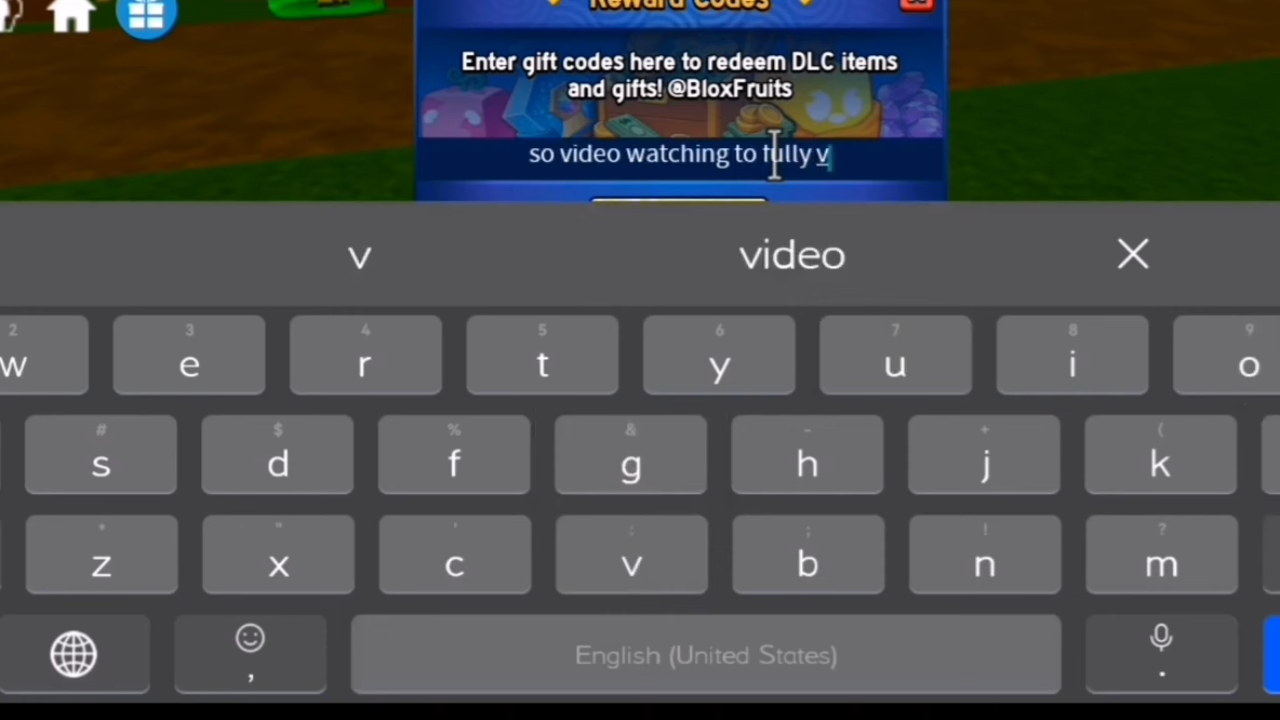 Reward Codes
Enter gift codes here to redeem DLC items
and gifts! @BloxFruits
so video watching to fully v
v video
2 3 4 5 6 7 8 9
w e r t y u i o
# $ % & - + (
s d f g h j k
* " ' : ; ! ?
z x c v b n m
, English (United States) .